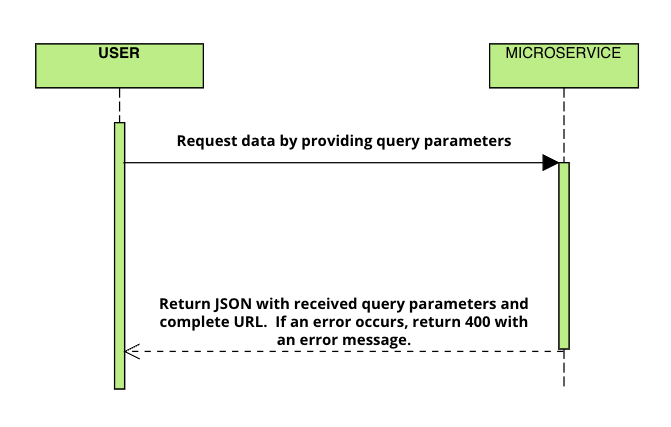 USER
MICROSERVICE
Request data by providing query parameters
Return JSON with received query parameters and
complete URL.  If an error occurs, return 400 with
an error message.